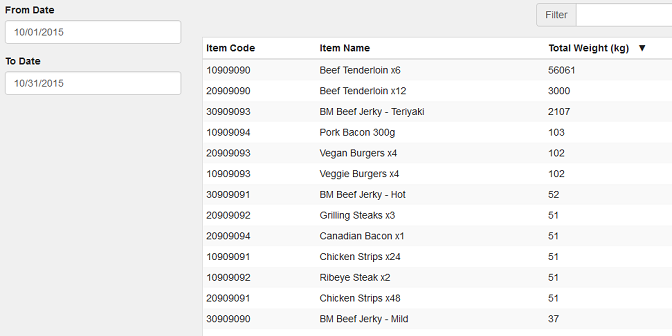 From Date
10/01/2015
To Date
10/31/2015
Filter
Item Code Item Name Total Weight (kg) ▼
10909090 Beef Tenderloin x6 56061
20909090 Beef Tenderloin x12 3000
30909093 BM Beef Jerky - Teriyaki 2107
10909094 Pork Bacon 300g 103
20909093 Vegan Burgers x4 102
10909093 Veggie Burgers x4 102
30909091 BM Beef Jerky - Hot 52
20909092 Grilling Steaks x3 51
20909094 Canadian Bacon x1 51
10909091 Chicken Strips x24 51
10909092 Ribeye Steak x2 51
20909091 Chicken Strips x48 51
30909090 BM Beef Jerky - Mild 37